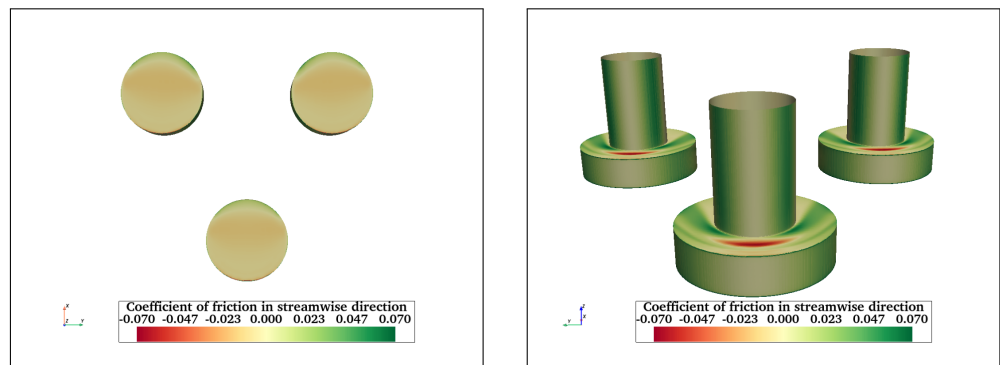 Coefficient of friction in streamwise direction
-0.070 -0.047 -0.023 0.000 0.023 0.047 0.070
X
Z Y
Coefficient of friction in streamwise direction
-0.070 -0.047 -0.023 0.000 0.023 0.047 0.070
Z
Y X